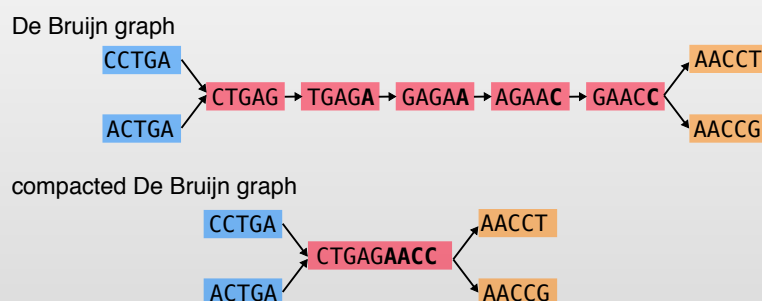 De Bruijn graph
CCTGA
AACCT
CTGAG TGAGA GAGAA AGAAC GAACC
ACTGA
AACCG
compacted De Bruijn graph
CCTGA
AACCT
CTGAGAACC
ACTGA
AACCG